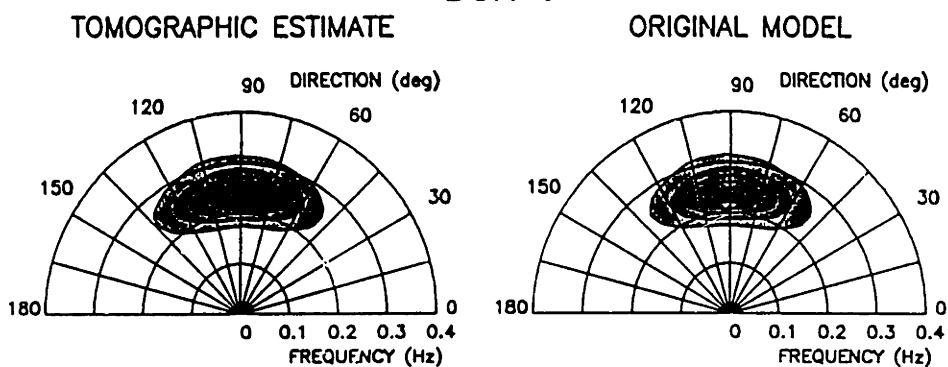 TOMOGRAPHIC ESTIMATE
ORIGINAL MODEL
90 DIRECTION (deg)
120
60
150
30
180
0
0 0.1 0.2 0.3 0.4
FREQUENCY (Hz)
90 DIRECTION (deg)
120
60
150
30
180
0
0 0.1 0.2 0.3 0.4
FREQUENCY (Hz)